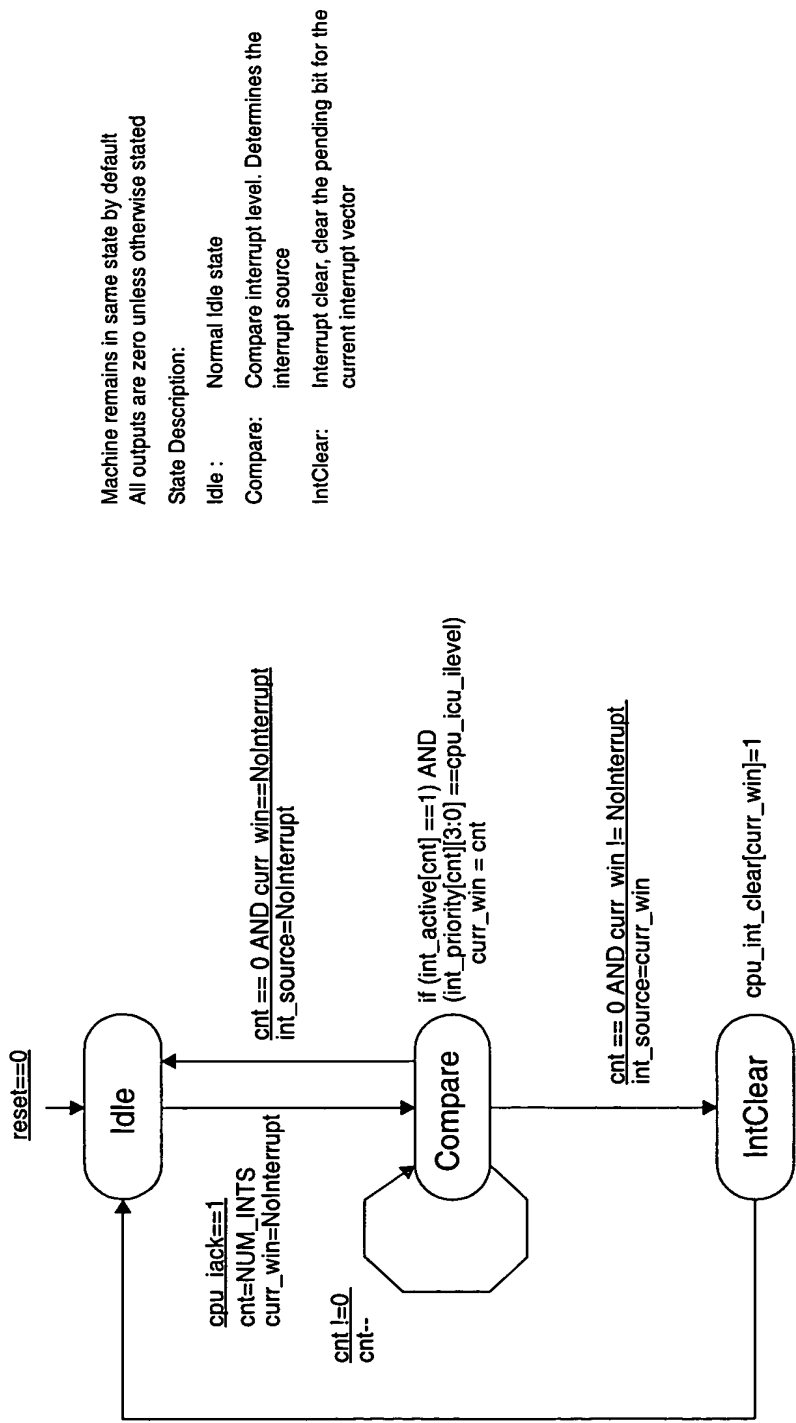 reset==0
Idle
cpu_iack==1
cnt=NUM_INTS
curr_win=NoInterrupt
cnt == 0 AND curr_win==NoInterrupt
int_source=NoInterrupt
cnt !=0
cnt--
Compare
if (int_active[cnt] ==1) AND
(int_priority[cnt][3:0] ==cpu_icu_ilevel)
curr_win = cnt
cnt == 0 AND curr_win != NoInterrupt
int_source=curr_win
IntClear
cpu_int_clear[curr_win]=1
Machine remains in same state by default
All outputs are zero unless otherwise stated
State Description:
Idle : Normal Idle state
Compare: Compare interrupt level. Determines the
interrupt source
IntClear: Interrupt clear, clear the pending bit for the
current interrupt vector